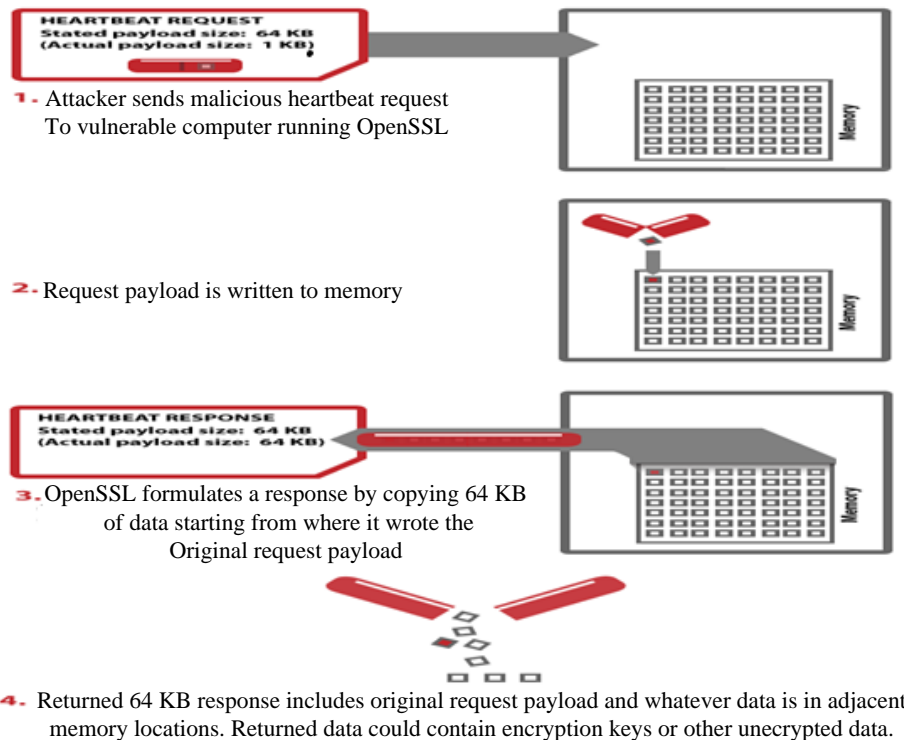 HEARTBEAT REQUEST
Stated payload size: 64 KB
(Actual payload size: 1 KB)
1. Attacker sends malicious heartbeat request
To vulnerable computer running OpenSSL
Memory
2. Request payload is written to memory
Memory
HEARTBEAT RESPONSE
Stated payload size: 64 KB
(Actual payload size: 64 KB)
3. OpenSSL formulates a response by copying 64 KB
of data starting from where it wrote the
Original request payload
Memory
4. Returned 64 KB response includes original request payload and whatever data is in adjacent
memory locations. Returned data could contain encryption keys or other unecrypted data.